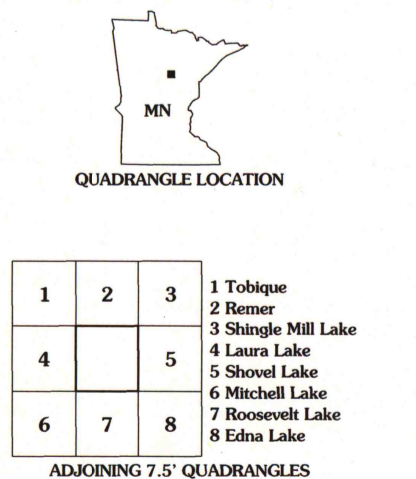 MN
QUADRANGLE LOCATION
1 2 3
4 5
6 7 8
1 Tobique
2 Remer
3 Shingle Mill Lake
4 Laura Lake
5 Shovel Lake
6 Mitchell Lake
7 Roosevelt Lake
8 Edna Lake
ADJOINING 7.5' QUADRANGLES